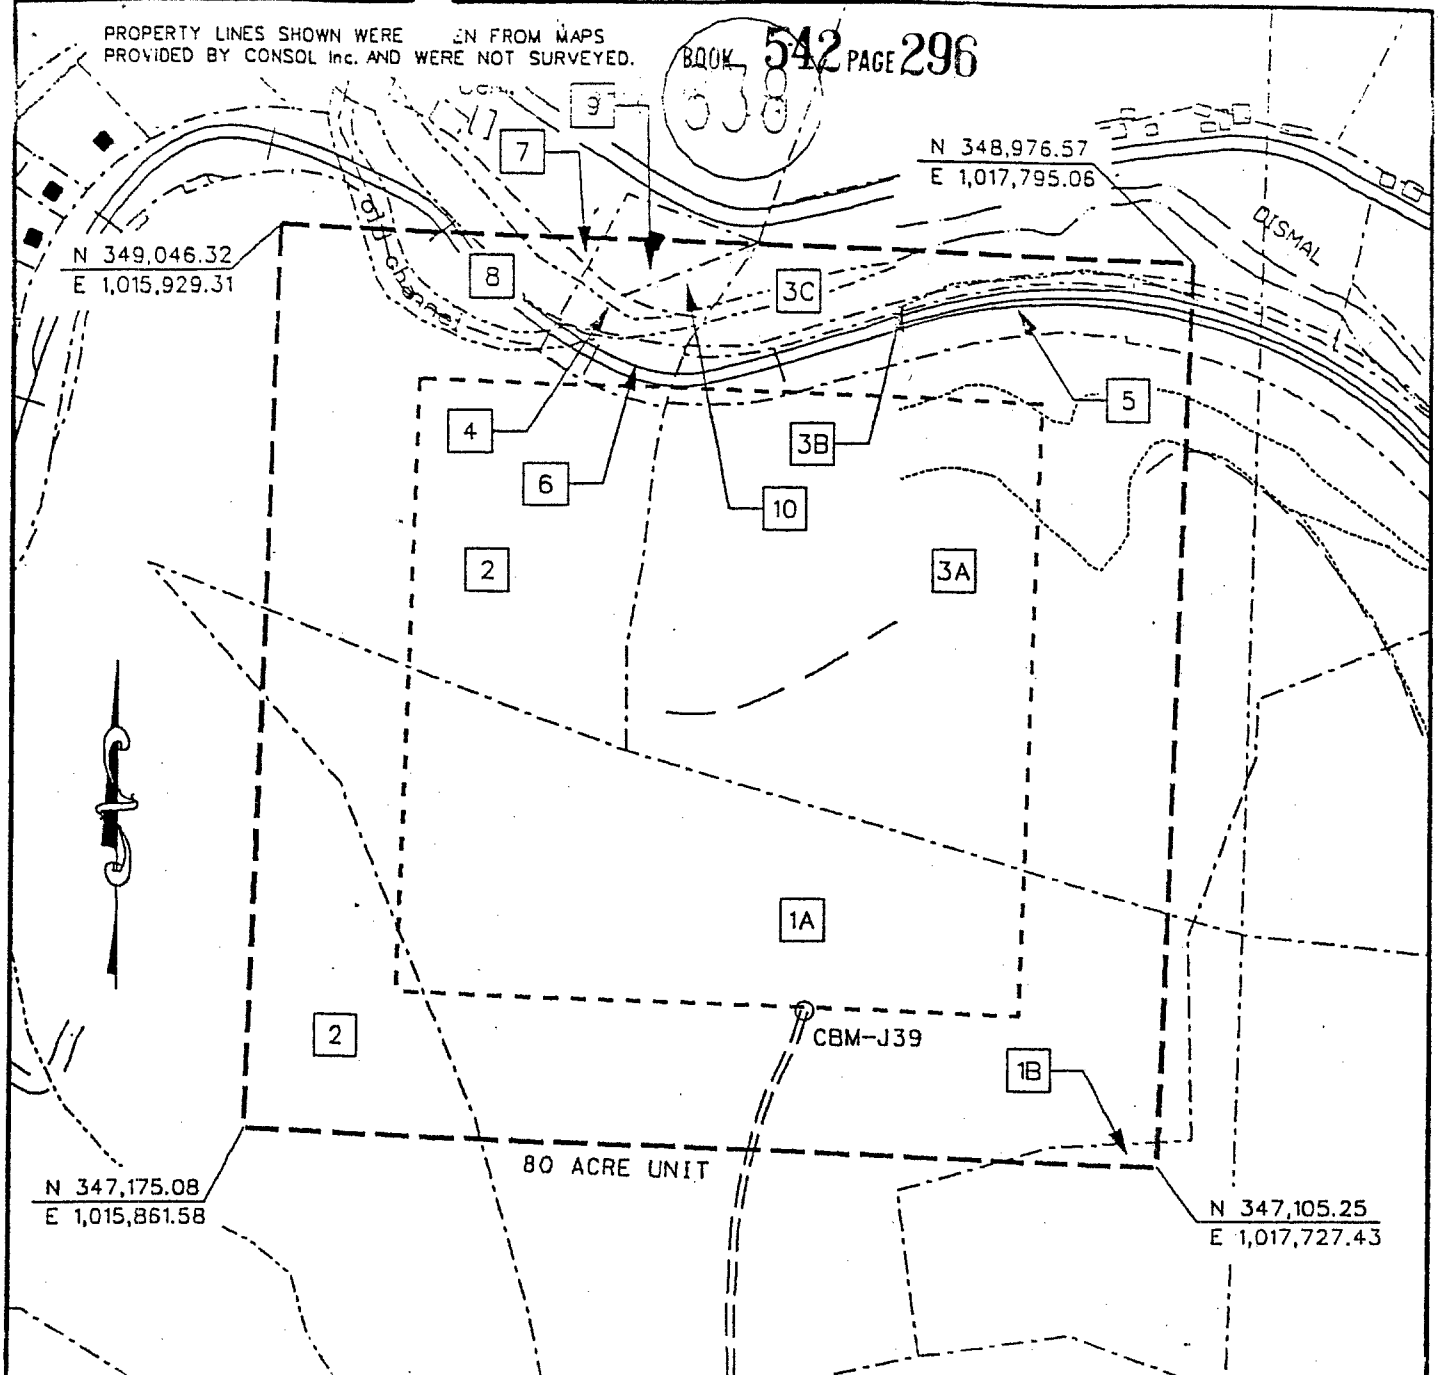 PROPERTY LINES SHOWN WERE EN FROM MAPS
PROVIDED BY CONSOL Inc. AND WERE NOT SURVEYED.
BOOK 542 PAGE 296
538
9
7
N 348,976.57
E 1,017,795.06
DISMAL
old channel
N 349,046.32
E 1,015,929.31
8
3C
4
6
3B
5
10
2
3A
1A
2
CBM-J39
1B
80 ACRE UNIT
N 347,175.08
E 1,015,861.58
N 347,105.25
E 1,017,727.43